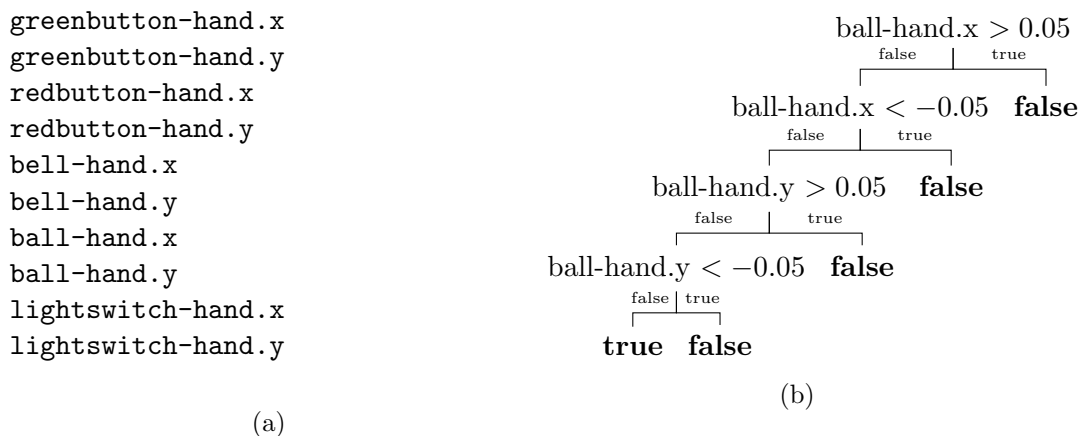 greenbutton-hand.x
greenbutton-hand.y
redbutton-hand.x
redbutton-hand.y
bell-hand.x
bell-hand.y
ball-hand.x
ball-hand.y
lightswitch-hand.x
lightswitch-hand.y
(a)
ball-hand.x > 0.05
false true
ball-hand.x < −0.05 false
false true
ball-hand.y > 0.05 false
false true
ball-hand.y < −0.05 false
false true
true false
(b)